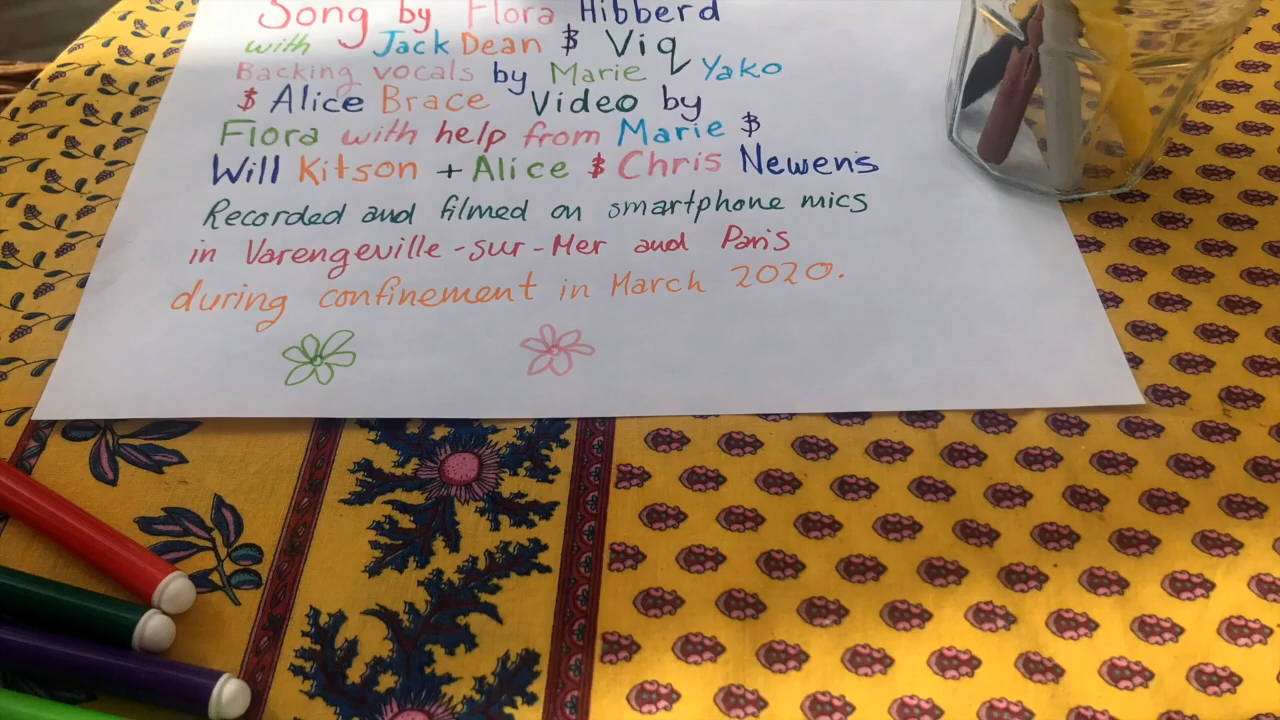 Song by Flora Hibberd
with Jack Dean $ Viq
Backing vocals by Marie Yako
$ Alice Brace Video by
Flora with help from Marie $
Will Kitson + Alice $ Chris Newens
Recorded and filmed on smartphone mics
in Varengeville-sur-Mer and Paris
during confinement in March 2020.